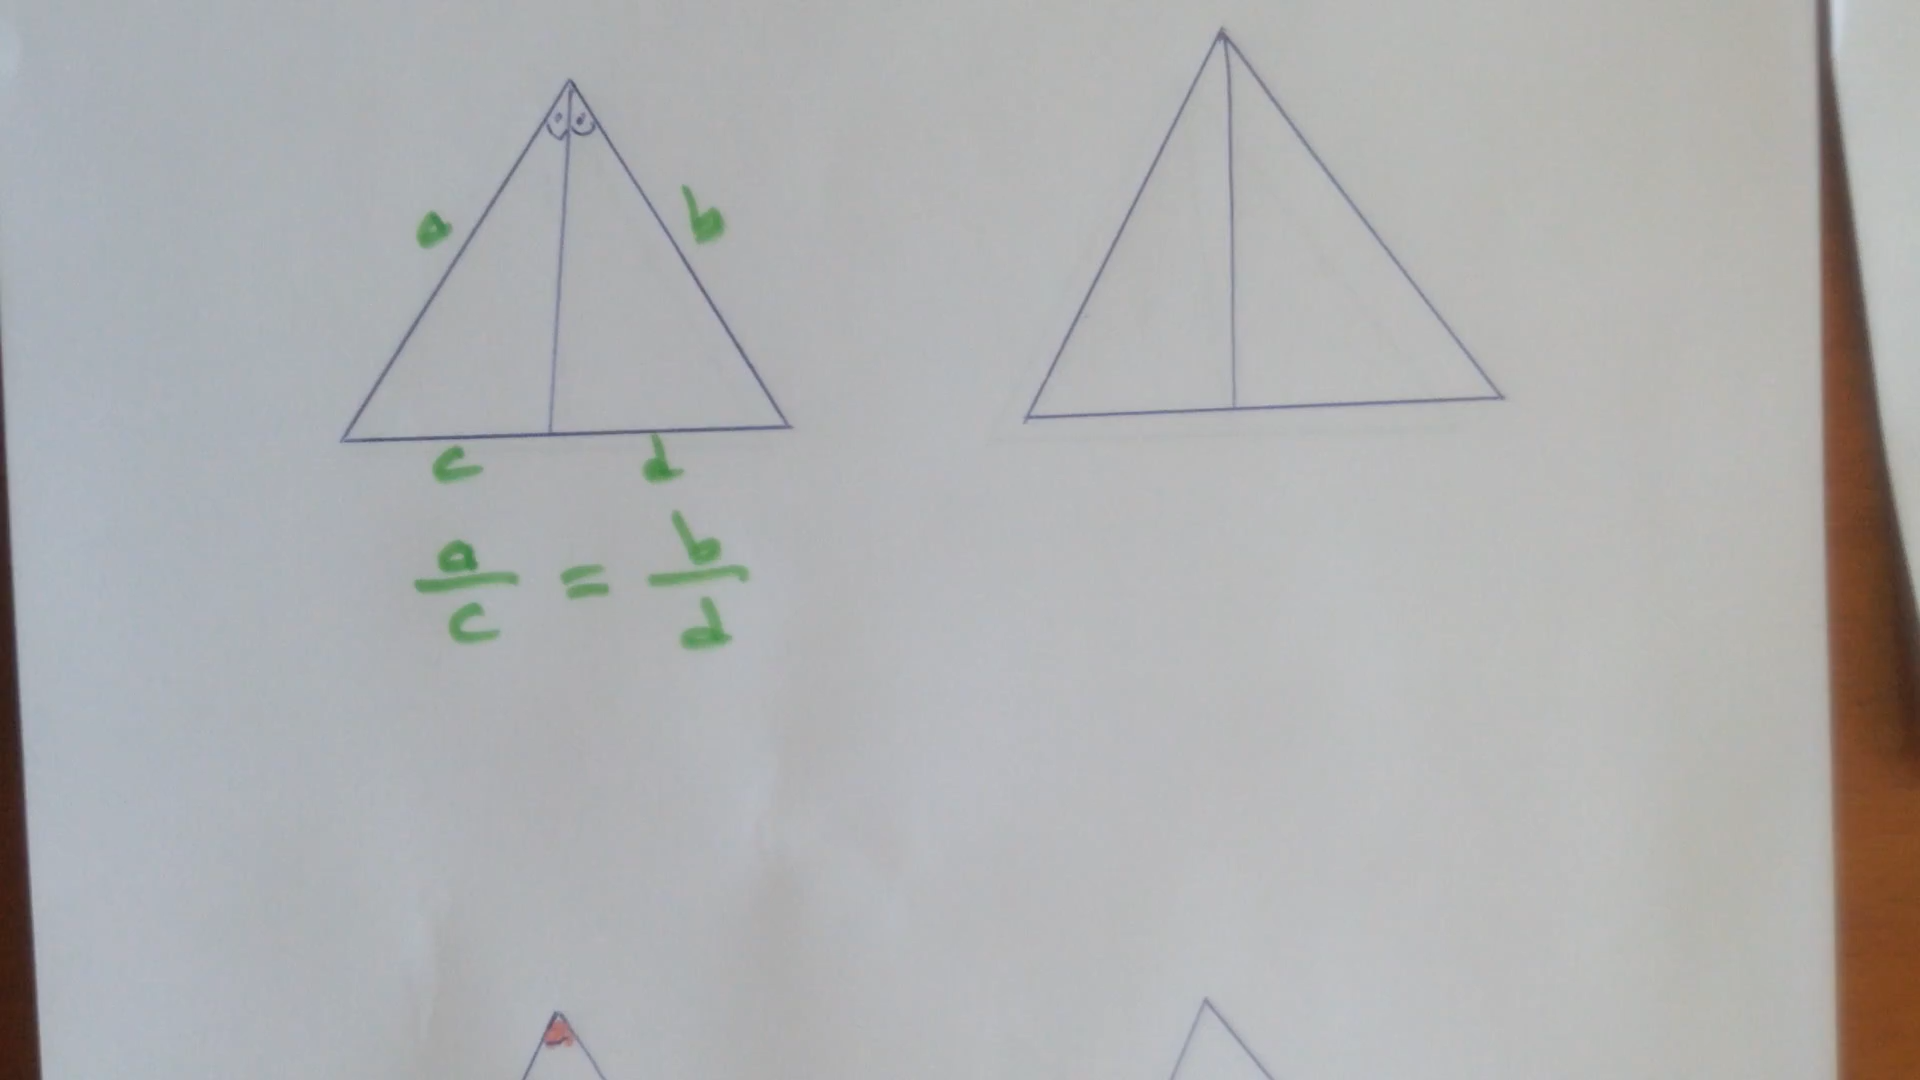 a b
c d
a/c = b/d